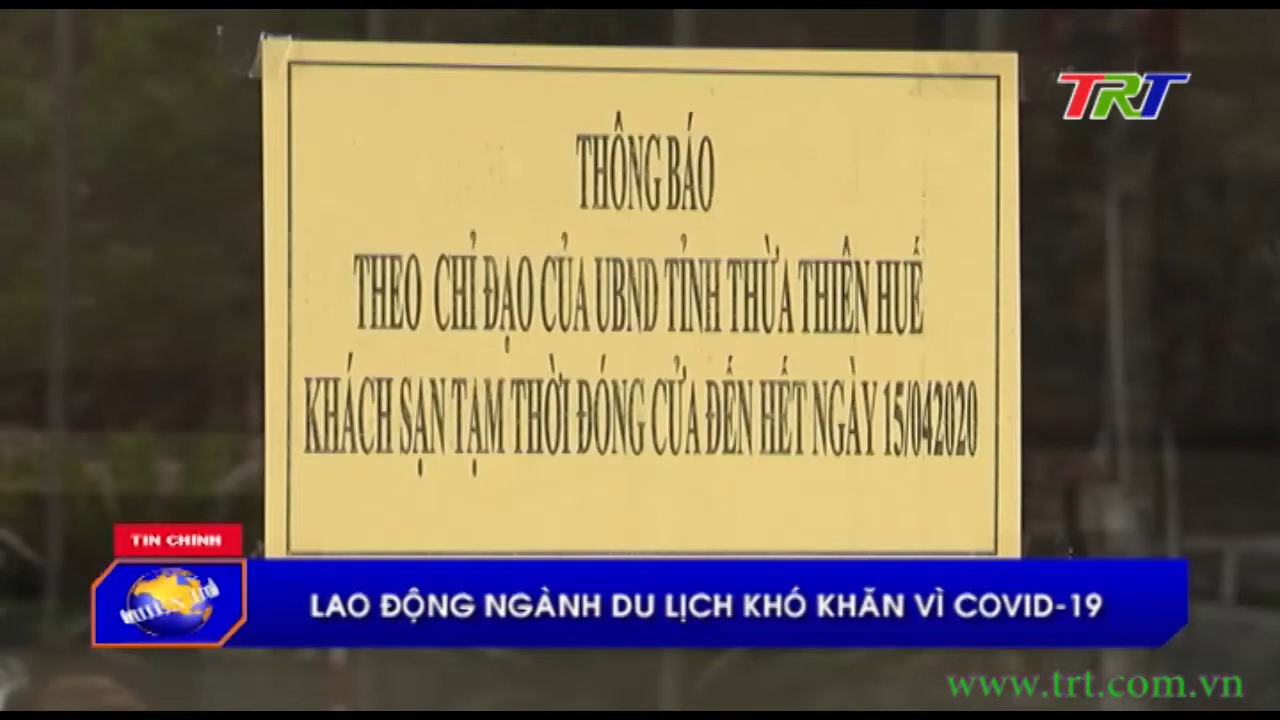 TRT
THÔNG BÁO
THEO CHỈ ĐẠO CỦA UBND TỈNH THỪA THIÊN HUẾ
KHÁCH SẠN TẠM THỜI ĐÓNG CỬA ĐẾN HẾT NGÀY 15/042020
TIN CHÍNH
LAO ĐỘNG NGÀNH DU LỊCH KHÓ KHĂN VÌ COVID-19
www.trt.com.vn